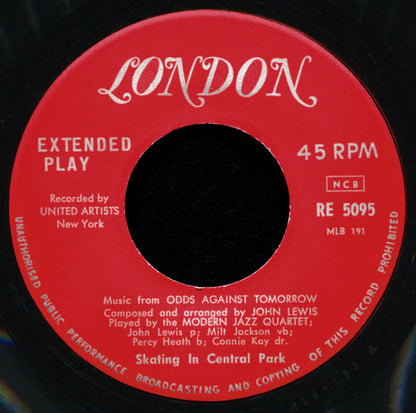 LONDON
EXTENDED
PLAY
45 RPM
Recorded by
UNITED ARTISTS
New York
NCB
RE 5095
MLB 191
Music from ODDS AGAINST TOMORROW
Composed and arranged by JOHN LEWIS
Played by the MODERN JAZZ QUARTET;
John Lewis p; Milt Jackson vb;
Percy Heath b; Connie Kay dr.
Skating In Central Park
UNAUTHORISED PUBLIC PERFORMANCE, BROADCASTING AND COPYING OF THIS RECORD PROHIBITED